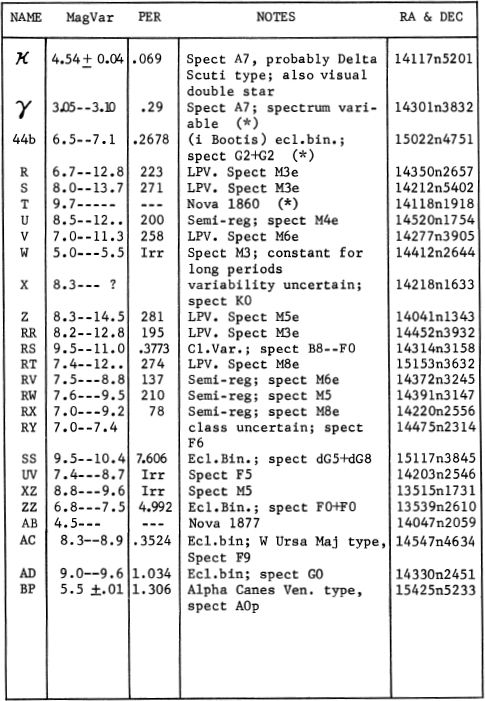 NAME MagVar PER NOTES RA & DEC
ϰ 4.54± 0.04 .069 Spect A7, probably Delta 14117n5201
Scuti type; also visual
double star
γ 3.05--3.10 .29 Spect A7; spectrum vari- 14301n3832
able (*)
44b 6.5--7.1 .2678 (i Bootis) ecl.bin.; 15022n4751
spect G2+G2 (*)
R 6.7--12.8 223 LPV. Spect M3e 14350n2657
S 8.0--13.7 271 LPV. Spect M3e 14212n5402
T 9.7----- --- Nova 1860 (*) 14118n1918
U 8.5--12.. 200 Semi-reg; spect M4e 14520n1754
V 7.0--11.3 258 LPV. Spect M6e 14277n3905
W 5.0---5.5 Irr Spect M3; constant for 14412n2644
long periods
X 8.3--- ? variability uncertain; 14218n1633
spect K0
Z 8.3--14.5 281 LPV. Spect M5e 14041n1343
RR 8.2--12.8 195 LPV. Spect M3e 14452n3932
RS 9.5--11.0 .3773 Cl.Var.; spect B8--F0 14314n3158
RT 7.4--12.. 274 LPV. Spect M8e 15153n3632
RV 7.5---8.8 137 Semi-reg; spect M6e 14372n3245
RW 7.6---9.5 210 Semi-reg; spect M5 14391n3147
RX 7.0---9.2 78 Semi-reg; spect M8e 14220n2556
RY 7.0--7.4 class uncertain; spect 14475n2314
F6
SS 9.5--10.4 7.606 Ecl.Bin.; spect dG5+dG8 15117n3845
UV 7.4---8.7 Irr Spect F5 14203n2546
XZ 8.8---9.6 Irr Spect M5 13515n1731
ZZ 6.8---7.5 4.992 Ecl.Bin.; spect F0+F0 13539n2610
AB 4.5--- --- Nova 1877 14047n2059
AC 8.3--8.9 .3524 Ecl.bin; W Ursa Maj type, 14547n4634
Spect F9
AD 9.0--9.6 1.034 Ecl.bin; spect G0 14330n2451
BP 5.5 ±.01 1.306 Alpha Canes Ven. type, 15425n5233
spect A0p